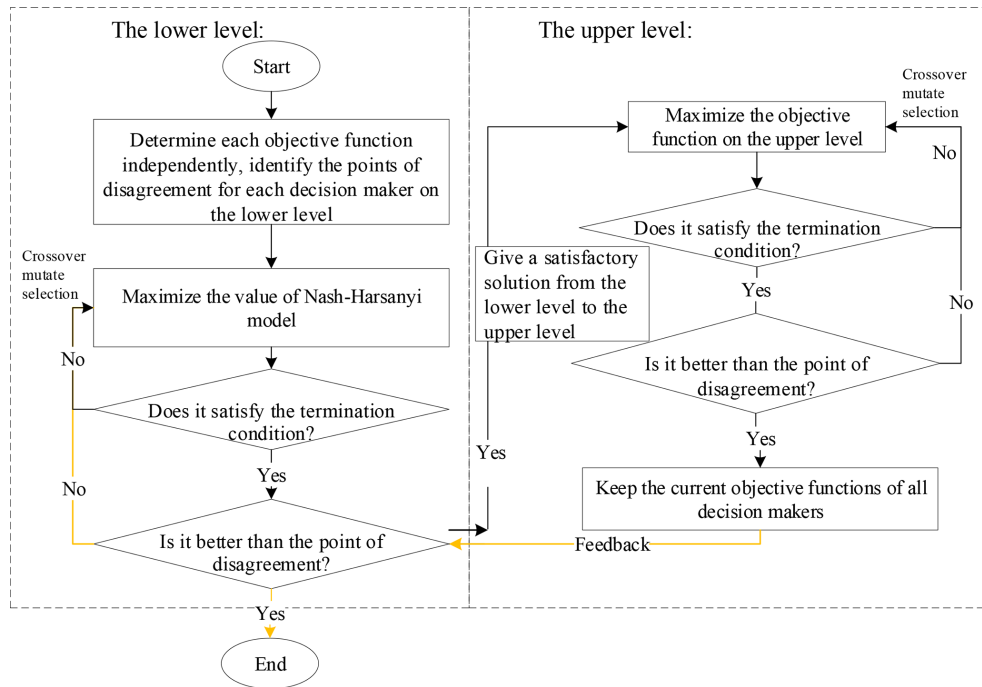 The lower level:
Start
Determine each objective function
independently, identify the points of
disagreement for each decision maker on
the lower level
Crossover
mutate
selection
Maximize the value of Nash-Harsanyi
model
No
Does it satisfy the termination
condition?
Yes
No
Is it better than the point of
disagreement?
Yes
End
Yes
Give a satisfactory
solution from the
lower level to the
upper level
The upper level:
Crossover
mutate
selection
Maximize the objective
function on the upper level
No
Does it satisfy the termination
condition?
Yes
No
Is it better than the point of
disagreement?
Yes
Keep the current objective functions of all
decision makers
Feedback